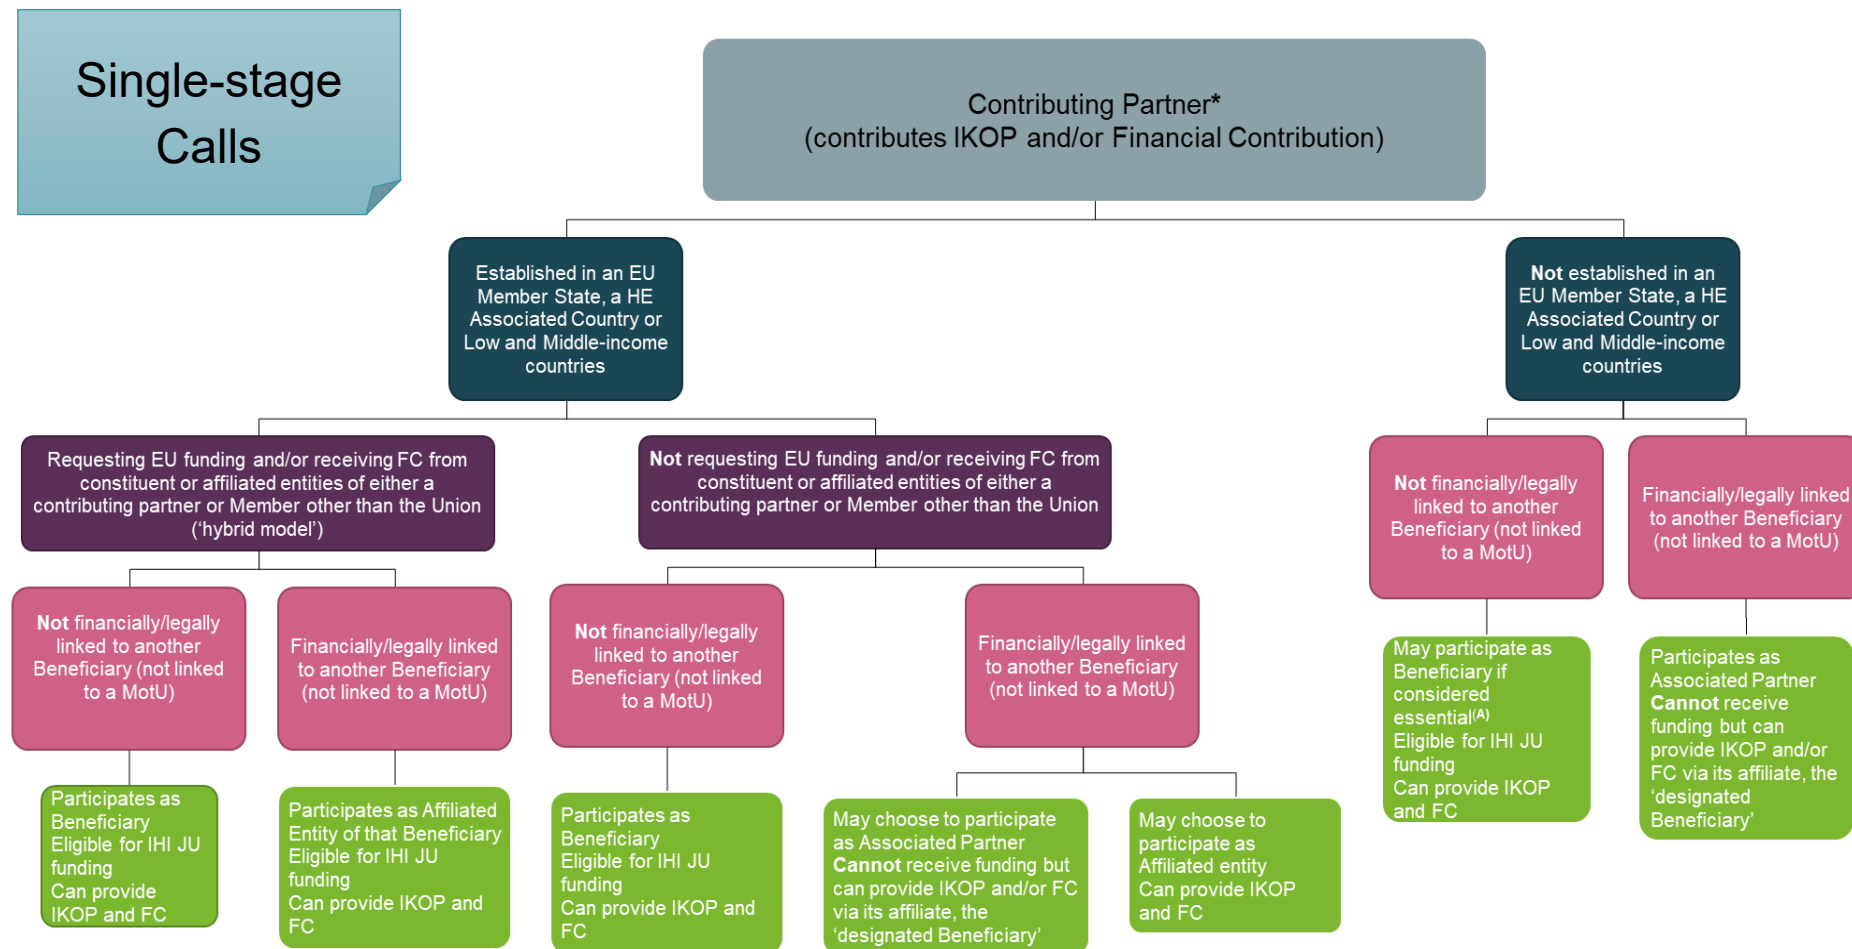 Single-stage
Calls
Contributing Partner*
(contributes IKOP and/or Financial Contribution)
Established in an EU
Member State, a HE
Associated Country or
Low and Middle-income
countries
Not established in an
EU Member State, a HE
Associated Country or
Low and Middle-income
countries
Requesting EU funding and/or receiving FC from
constituent or affiliated entities of either a
contributing partner or Member other than the Union
(‘hybrid model’)
Not requesting EU funding and/or receiving FC from
constituent or affiliated entities of either a
contributing partner or Member other than the Union
Not financially/legally
linked to another
Beneficiary (not linked
to a MotU)
Financially/legally linked
to another Beneficiary
(not linked to a MotU)
Not financially/legally
linked to another
Beneficiary (not linked
to a MotU)
Financially/legally linked
to another Beneficiary
(not linked to a MotU)
Not financially/legally
linked to another
Beneficiary (not linked
to a MotU)
Financially/legally linked
to another Beneficiary
(not linked to a MotU)
Participates as
Beneficiary
Eligible for IHI JU
funding
Can provide
IKOP and FC
Participates as Affiliated
Entity of that Beneficiary
Eligible for IHI JU
funding
Can provide IKOP and
FC
Participates as
Beneficiary
Eligible for IHI JU
funding
Can provide IKOP and
FC
May choose to participate
as Associated Partner
Cannot receive funding but
can provide IKOP and/or FC
via its affiliate, the
‘designated Beneficiary’
May choose to
participate as
Affiliated entity
Can provide IKOP
and FC
May participate as
Beneficiary if
considered
essential(A)
Eligible for IHI JU
funding
Can provide IKOP
and FC
Participates as
Associated Partner
Cannot receive
funding but can
provide IKOP and/or
FC via its affiliate, the
‘designated
Beneficiary’